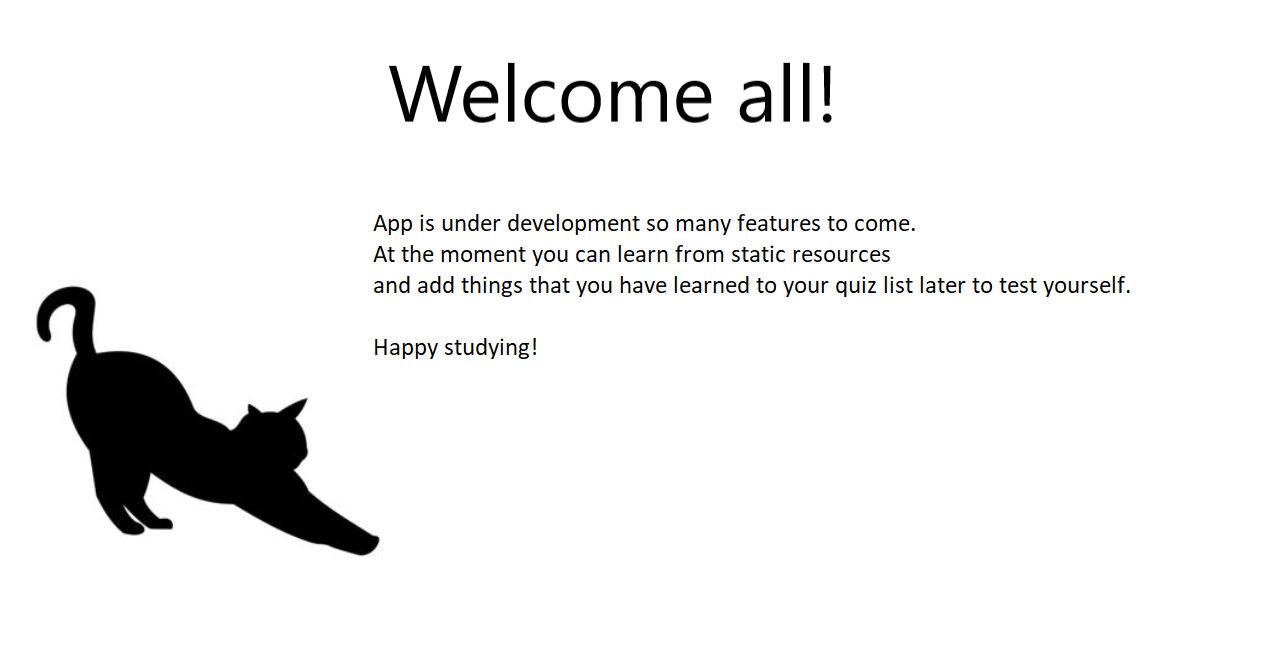 Welcome all!
App is under development so many features to come.
At the moment you can learn from static resources
and add things that you have learned to your quiz list later to test yourself.
Happy studying!